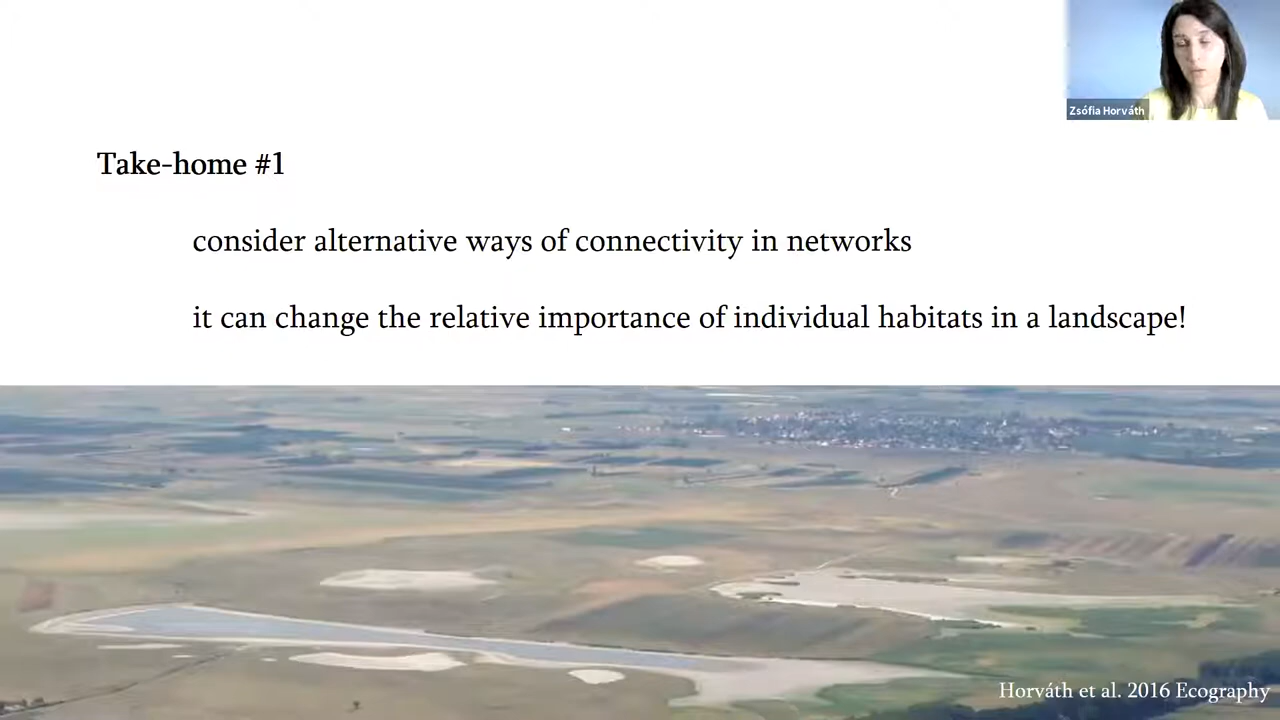 Zsófia Horváth
Take-home #1
consider alternative ways of connectivity in networks
it can change the relative importance of individual habitats in a landscape!
Horváth et al. 2016 Ecography